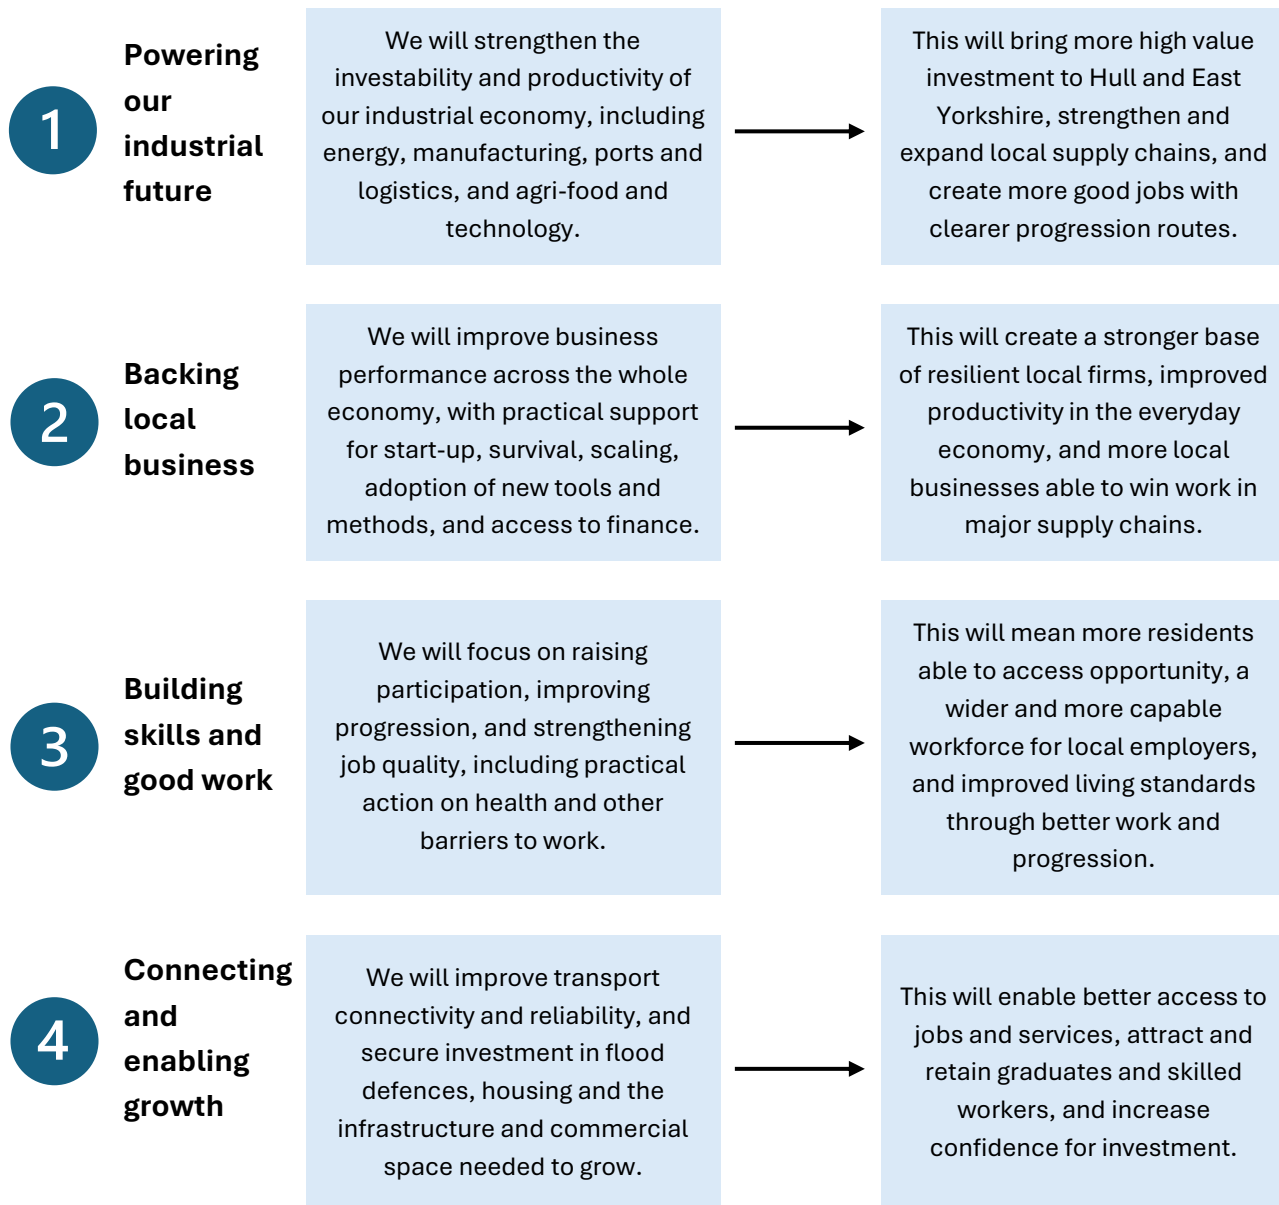 1
Powering
our
industrial
future
We will strengthen the
investability and productivity of
our industrial economy, including
energy, manufacturing, ports and
logistics, and agri-food and
technology.
This will bring more high value
investment to Hull and East
Yorkshire, strengthen and
expand local supply chains, and
create more good jobs with
clearer progression routes.
2
Backing
local
business
We will improve business
performance across the whole
economy, with practical support
for start-up, survival, scaling,
adoption of new tools and
methods, and access to finance.
This will create a stronger base
of resilient local firms, improved
productivity in the everyday
economy, and more local
businesses able to win work in
major supply chains.
3
Building
skills and
good work
We will focus on raising
participation, improving
progression, and strengthening
job quality, including practical
action on health and other
barriers to work.
This will mean more residents
able to access opportunity, a
wider and more capable
workforce for local employers,
and improved living standards
through better work and
progression.
4
Connecting
and
enabling
growth
We will improve transport
connectivity and reliability, and
secure investment in flood
defences, housing and the
infrastructure and commercial
space needed to grow.
This will enable better access to
jobs and services, attract and
retain graduates and skilled
workers, and increase
confidence for investment.